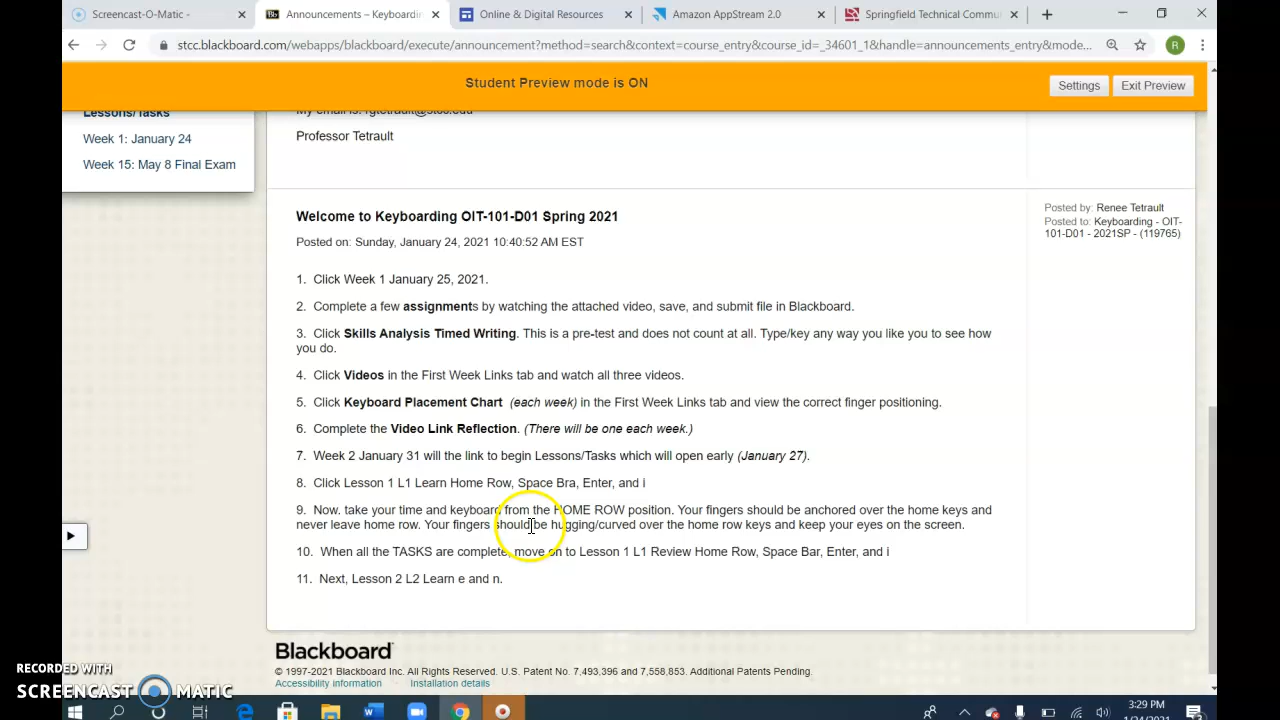 Screencast-O-Matic -
Announcements – Keyboardin
Online & Digital Resources
Amazon AppStream 2.0
Springfield Technical Commu
stcc.blackboard.com/webapps/blackboard/execute/announcement?method=search&context=course_entry&course_id=_34601_1&handle=announcements_entry&mode...
R
Student Preview mode is ON
Settings
Exit Preview
Lessons/Tasks
Week 1: January 24
Week 15: May 8 Final Exam
My email is: rgtetrault@stcc.edu
Professor Tetrault
Welcome to Keyboarding OIT-101-D01 Spring 2021
Posted on: Sunday, January 24, 2021 10:40:52 AM EST
Posted by: Renee Tetrault
Posted to: Keyboarding - OIT-
101-D01 - 2021SP - (119765)
1. Click Week 1 January 25, 2021.
2. Complete a few assignments by watching the attached video, save, and submit file in Blackboard.
3. Click Skills Analysis Timed Writing. This is a pre-test and does not count at all. Type/key any way you like you to see how
you do.
4. Click Videos in the First Week Links tab and watch all three videos.
5. Click Keyboard Placement Chart (each week) in the First Week Links tab and view the correct finger positioning.
6. Complete the Video Link Reflection. (There will be one each week.)
7. Week 2 January 31 will the link to begin Lessons/Tasks which will open early (January 27).
8. Click Lesson 1 L1 Learn Home Row, Space Bra, Enter, and i
9. Now. take your time and keyboard from the HOME ROW position. Your fingers should be anchored over the home keys and
never leave home row. Your fingers should be hugging/curved over the home row keys and keep your eyes on the screen.
10. When all the TASKS are complete, move on to Lesson 1 L1 Review Home Row, Space Bar, Enter, and i
11. Next, Lesson 2 L2 Learn e and n.
Blackboard
© 1997-2021 Blackboard Inc. All Rights Reserved. U.S. Patent No. 7,493,396 and 7,558,853. Additional Patents Pending.
Accessibility information
Installation details
RECORDED WITH
SCREENCAST MATIC
3:29 PM
1/24/2021